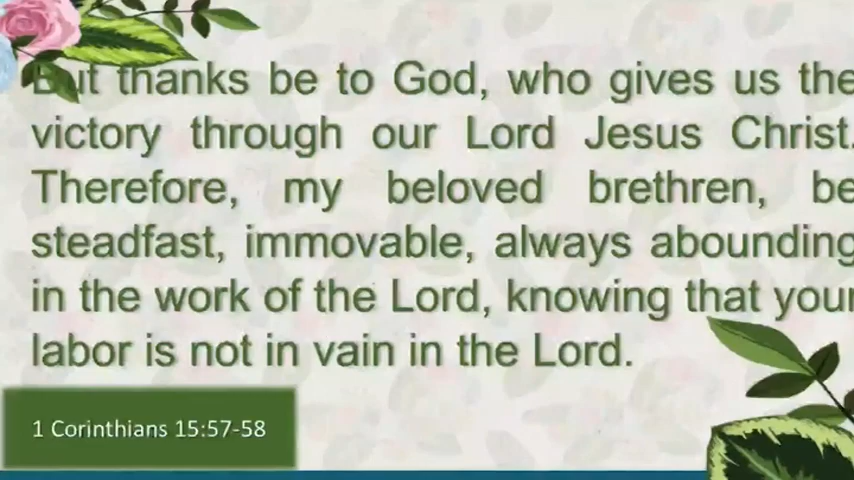 But thanks be to God, who gives us the
victory through our Lord Jesus Christ.
Therefore, my beloved brethren, be
steadfast, immovable, always abounding
in the work of the Lord, knowing that your
labor is not in vain in the Lord.
1 Corinthians 15:57-58